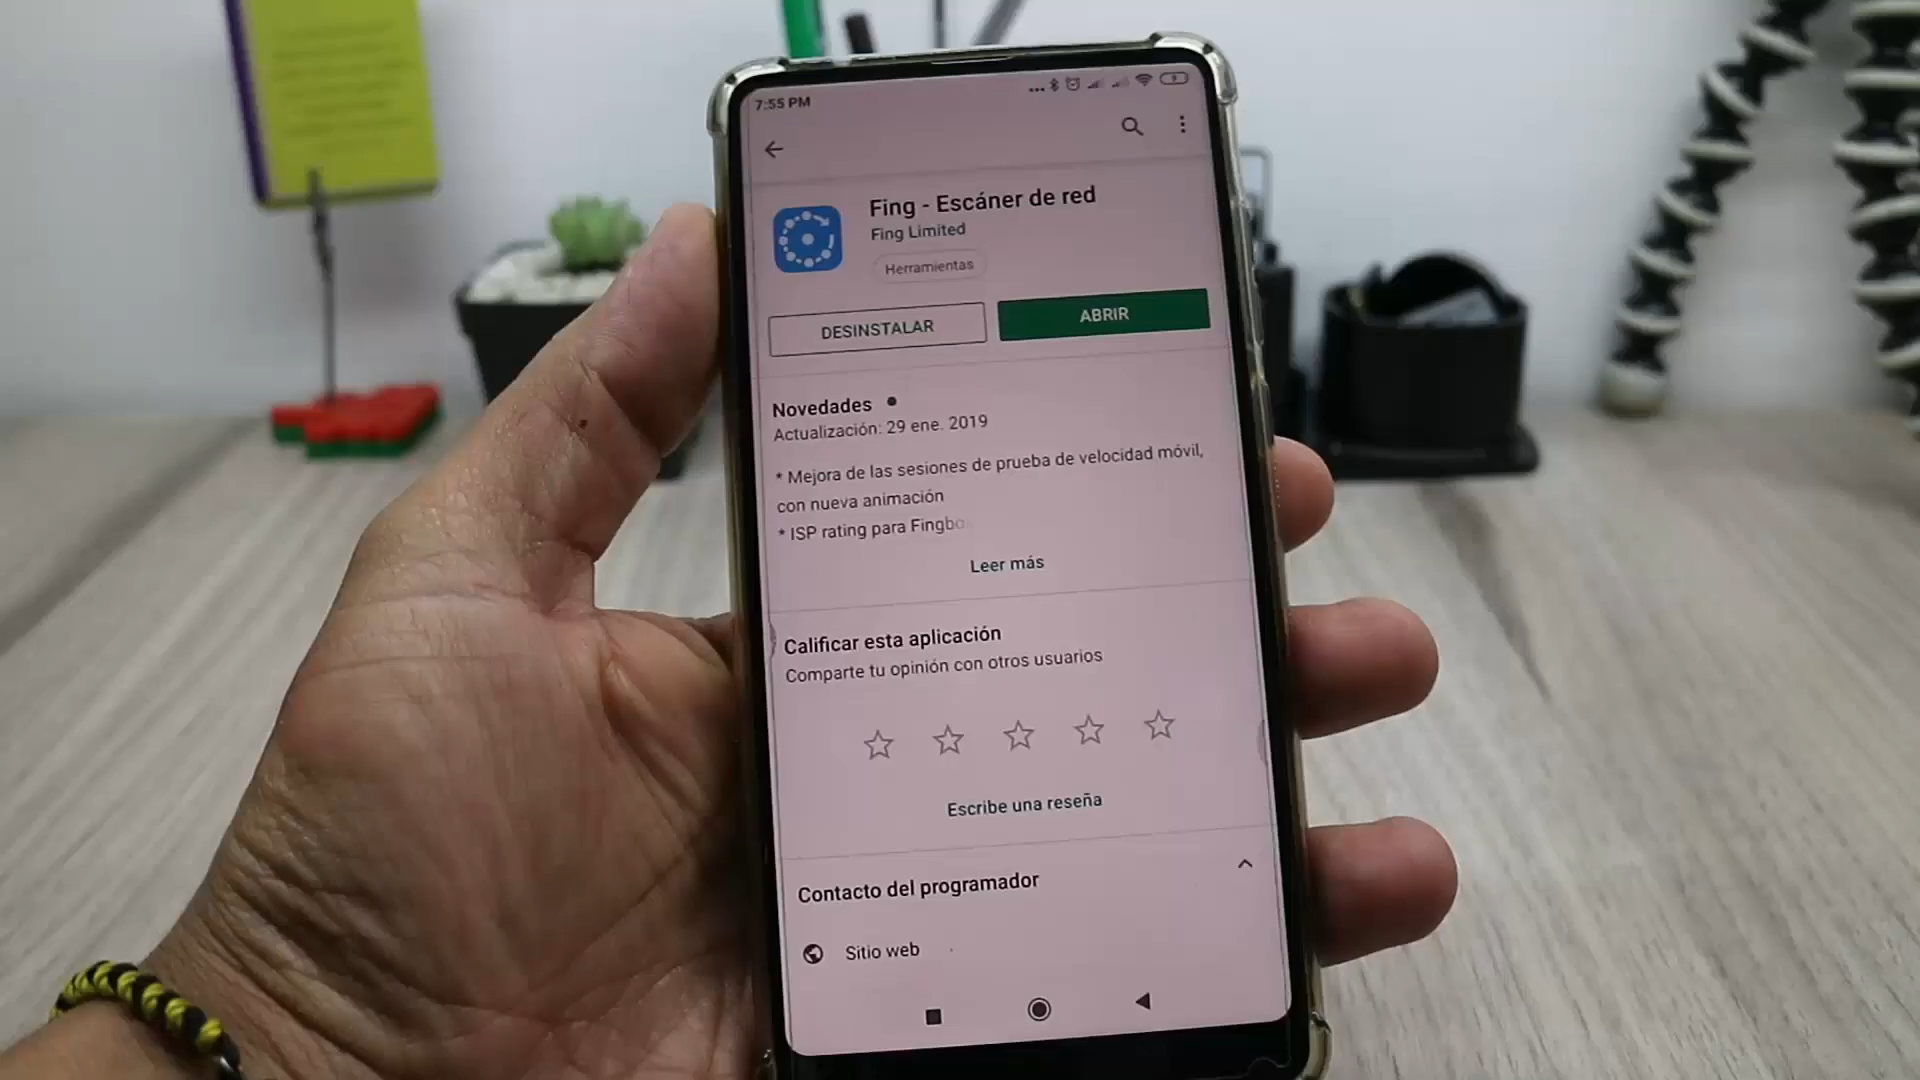 7:55 PM
9
Fing - Escáner de red
Fing Limited
Herramientas
DESINSTALAR
ABRIR
Novedades
Actualización: 29 ene. 2019
* Mejora de las sesiones de prueba de velocidad móvil,
con nueva animación
* ISP rating para Fingbo
Leer más
Calificar esta aplicación
Comparte tu opinión con otros usuarios
Escribe una reseña
Contacto del programador
Sitio web